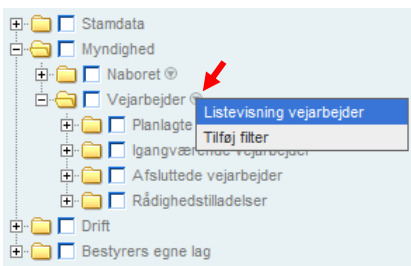 Stamdata
Myndighed
Naboret
Vejarbejder
Listevisning vejarbejder
Planlagte
Tilføj filter
Igangværende vejarbejder
Afsluttede vejarbejder
Rådighedstilladelser
Drift
Bestyrers egne lag